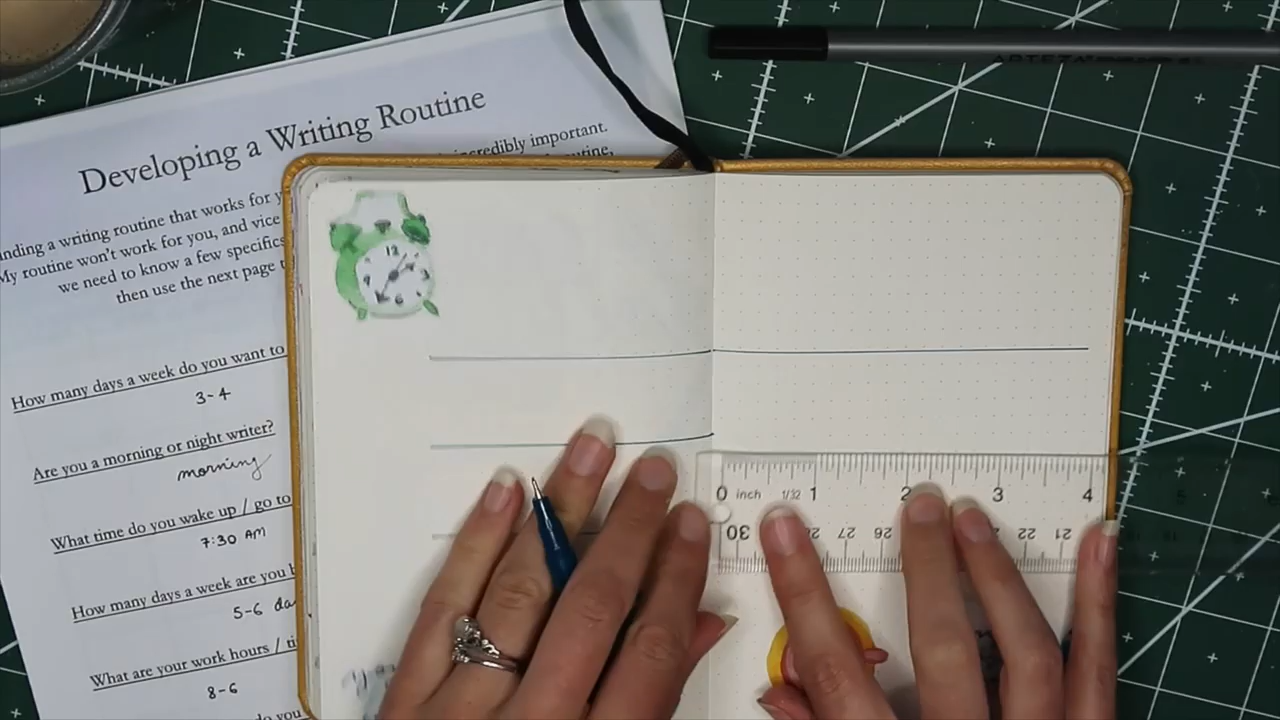 Developing a Writing Routine
incredibly important.
nding a writing routine that works for
My routine won't work for you, and vice
we need to know a few specifics
then use the next page
How many days a week do you want to
3-4
Are you a morning or night writer?
morning
What time do you wake up / go to
7:30 AM
How many days a week are you
5-6
What are your work hours /
8-6
do you
12
6
0 inch 1/32 1 2 3 4
30 27 26 22 21